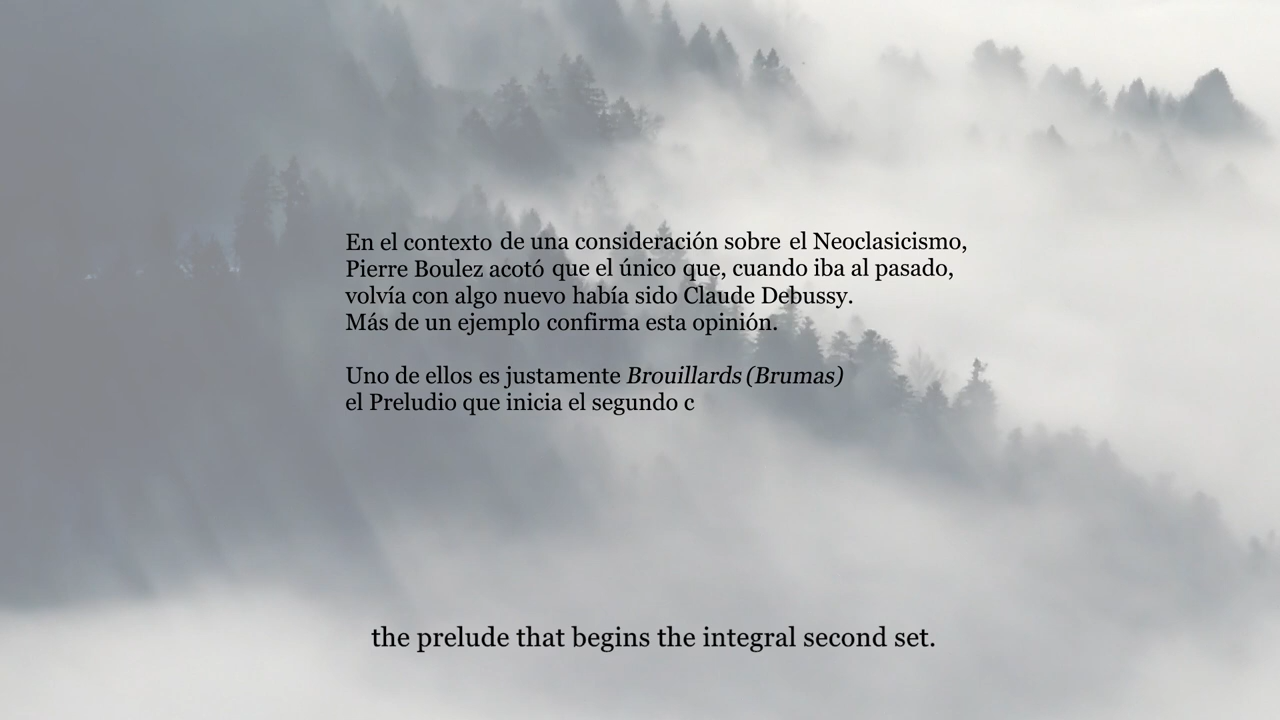 En el contexto de una consideración sobre el Neoclasicismo,
Pierre Boulez acotó que el único que, cuando iba al pasado,
volvía con algo nuevo había sido Claude Debussy.
Más de un ejemplo confirma esta opinión.
Uno de ellos es justamente Brouillards (Brumas)
el Preludio que inicia el segundo c
the prelude that begins the integral second set.